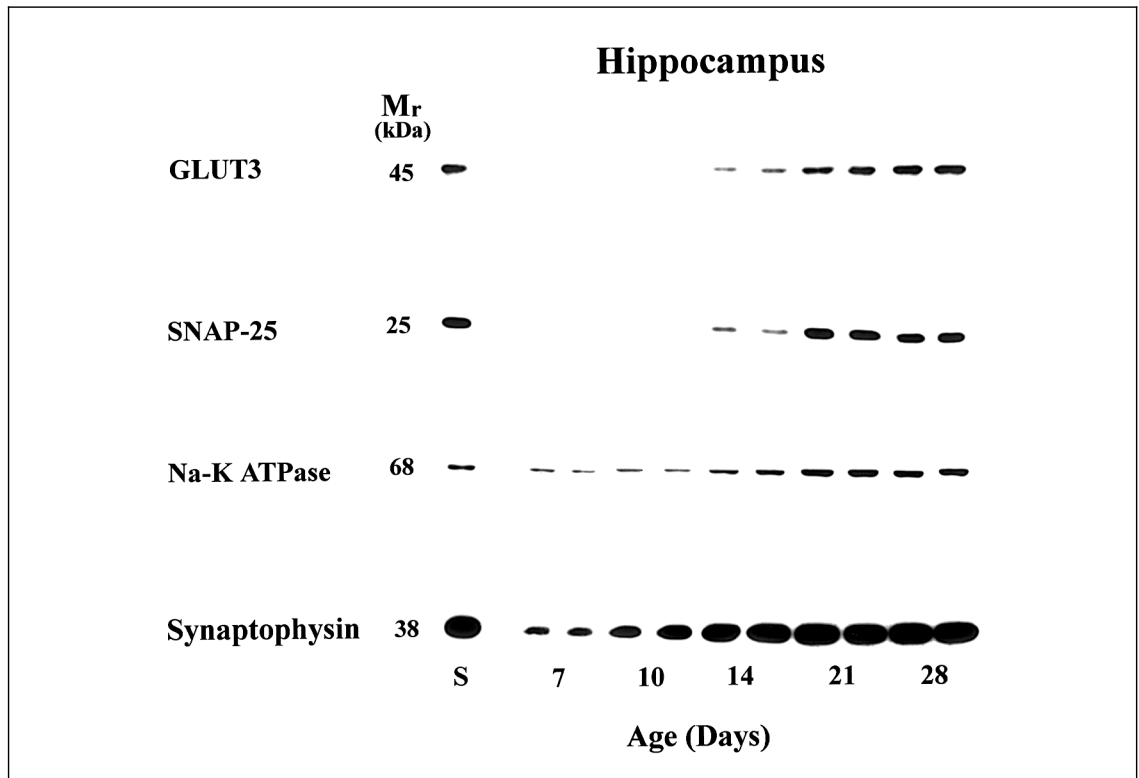 Hippocampus
Mr
(kDa)
GLUT3 45
SNAP-25 25
Na-K ATPase 68
Synaptophysin 38
S 7 10 14 21 28
Age (Days)